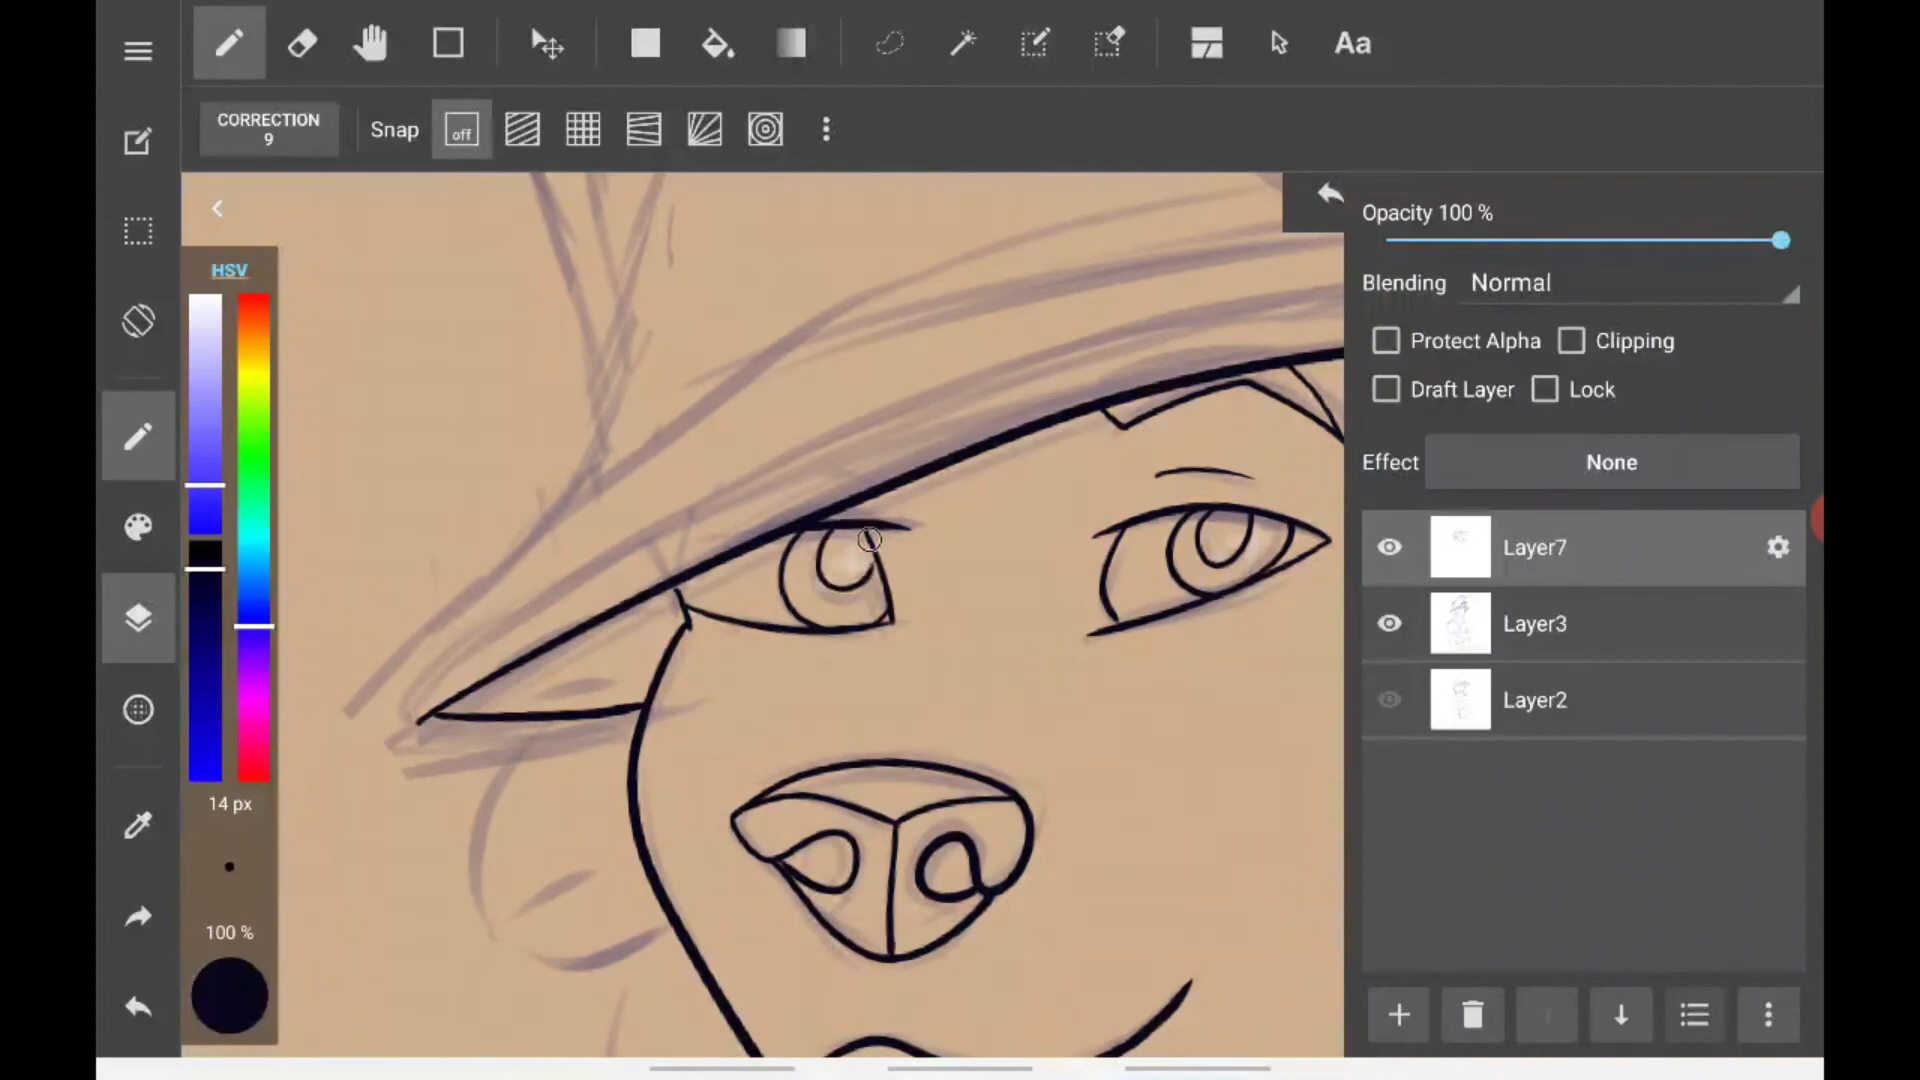 Aa
CORRECTION
9
Snap
off
HSV
14 px
100 %
Opacity 100 %
Blending
Normal
Protect Alpha
Clipping
Draft Layer
Lock
Effect
None
Layer7
Layer3
Layer2